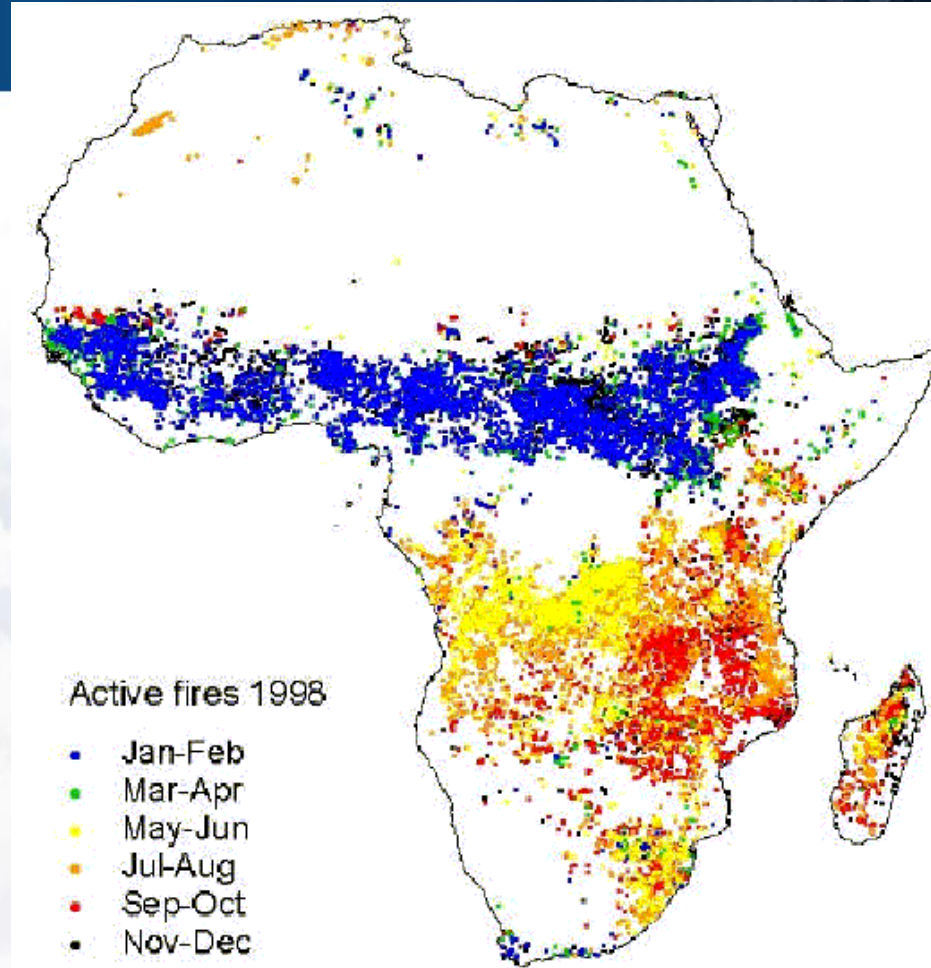 Active fires 1998
Jan-Feb
Mar-Apr
May-Jun
Jul-Aug
Sep-Oct
Nov-Dec